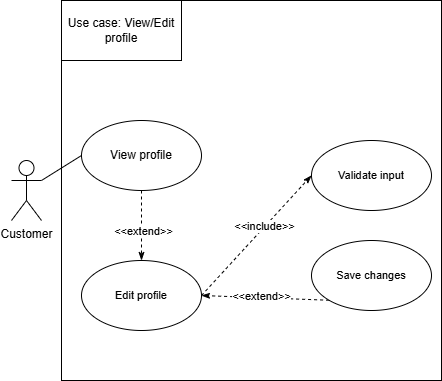 Use case: View/Edit
profile
View profile
Validate input
Customer
<<extend>>
<<include>>
Save changes
Edit profile
<<extend>>